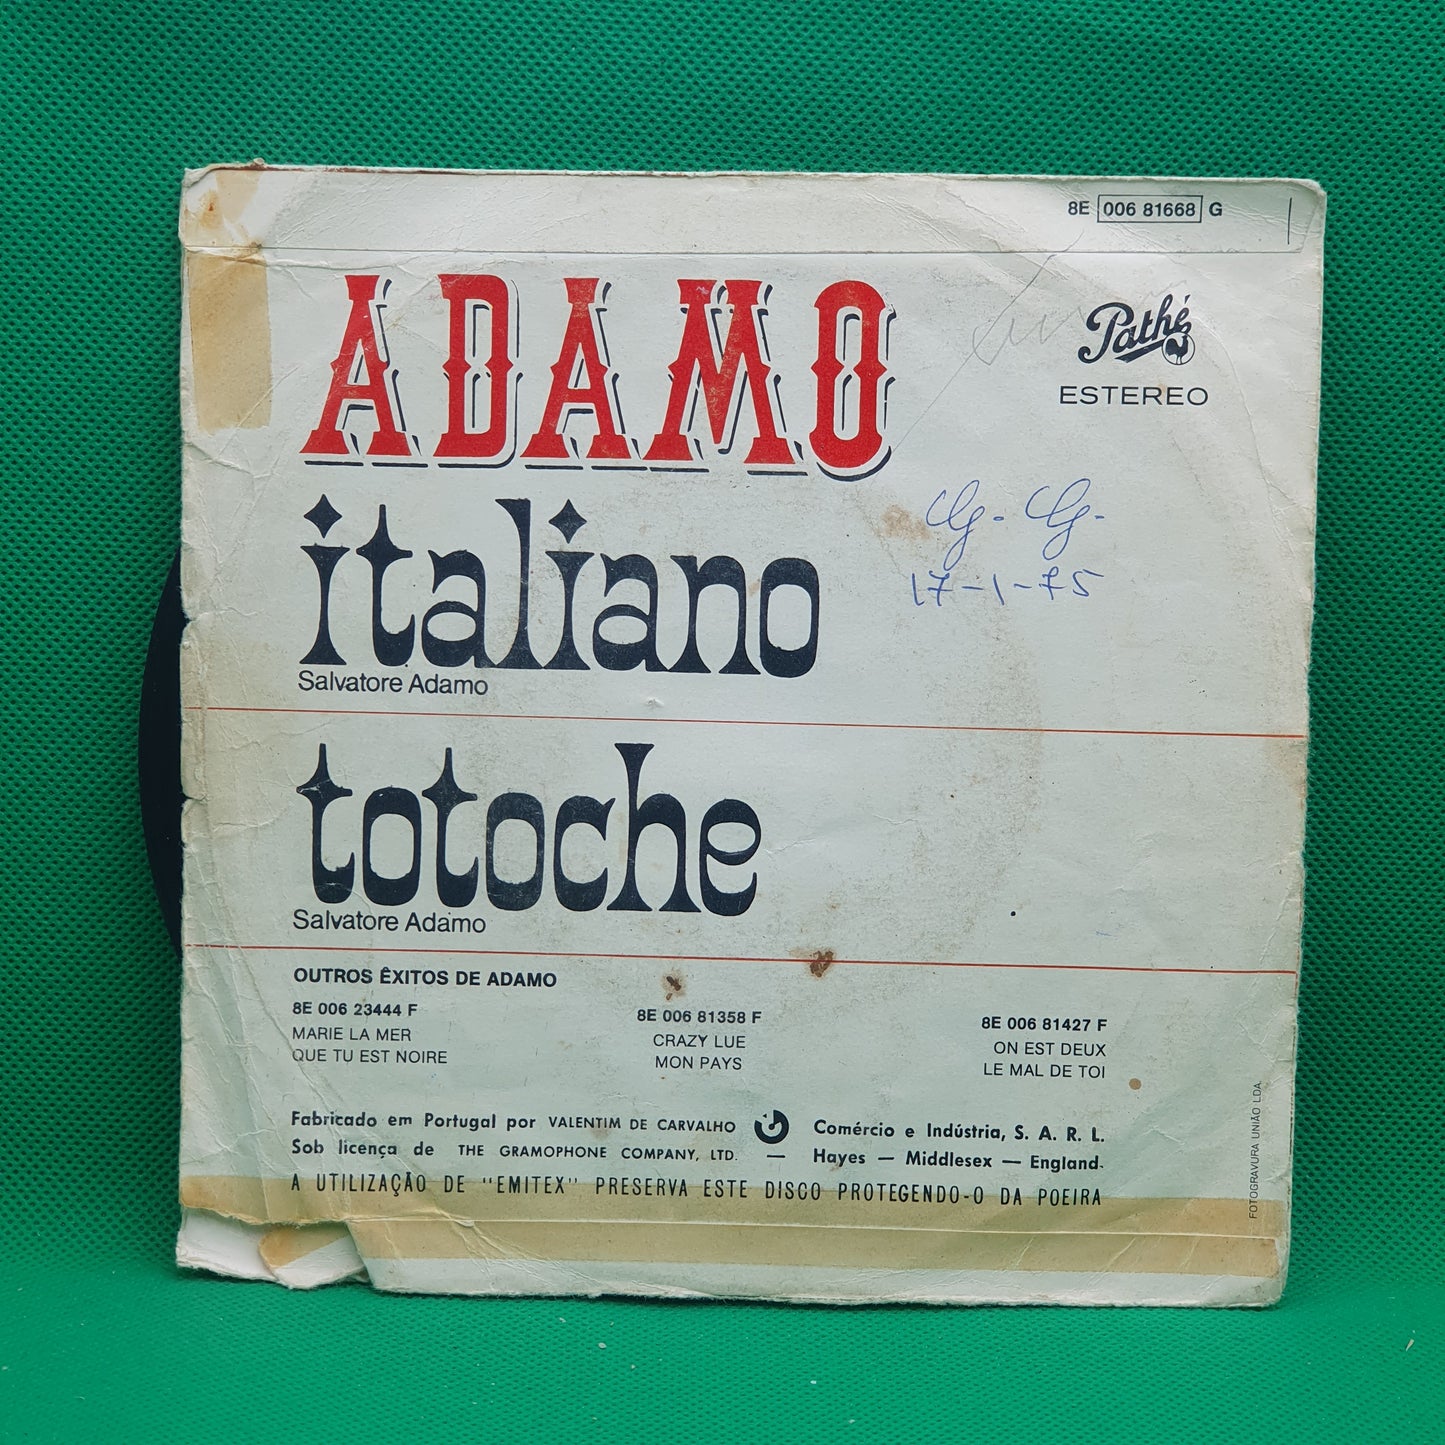 8E 006 81668 G
ADAMO
Pathé
ESTEREO
italiano
Salvatore Adamo
G. G.
17-1-75
totoche
Salvatore Adamo
OUTROS ÊXITOS DE ADAMO
8E 006 23444 F
MARIE LA MER
QUE TU EST NOIRE
8E 006 81358 F
CRAZY LUE
MON PAYS
8E 006 81427 F
ON EST DEUX
LE MAL DE TOI
Fabricado em Portugal por VALENTIM DE CARVALHO Comércio e Indústria, S. A. R. L.
Sob licença de THE GRAMOPHONE COMPANY, LTD. — Hayes — Middlesex — England.
A UTILIZAÇÃO DE "EMITEX" PRESERVA ESTE DISCO PROTEGENDO-O DA POEIRA
FOTOGRAVURA UNIÃO LDA.